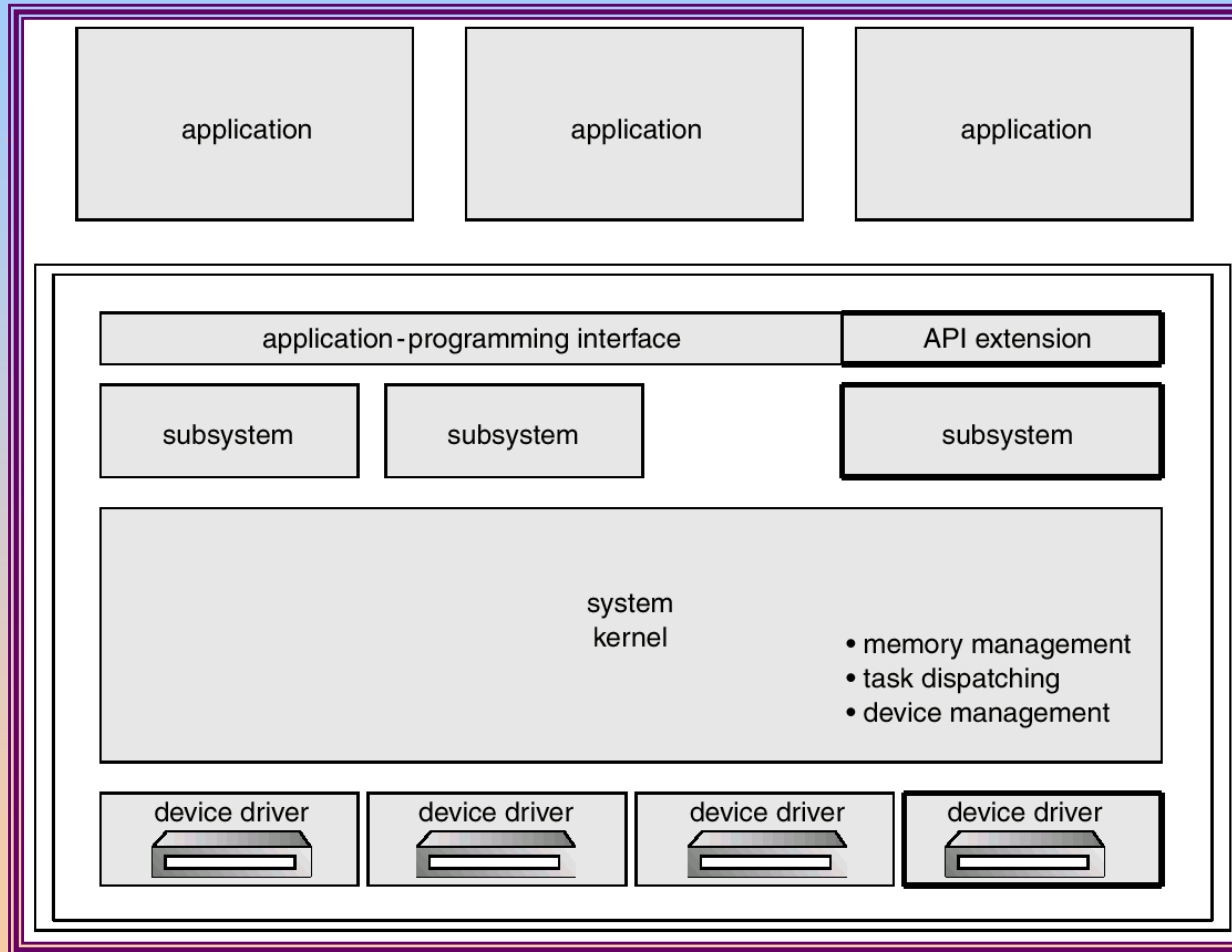 application
application
application
application-programming interface
API extension
subsystem
subsystem
subsystem
system
kernel
• memory management
• task dispatching
• device management
device driver
device driver
device driver
device driver